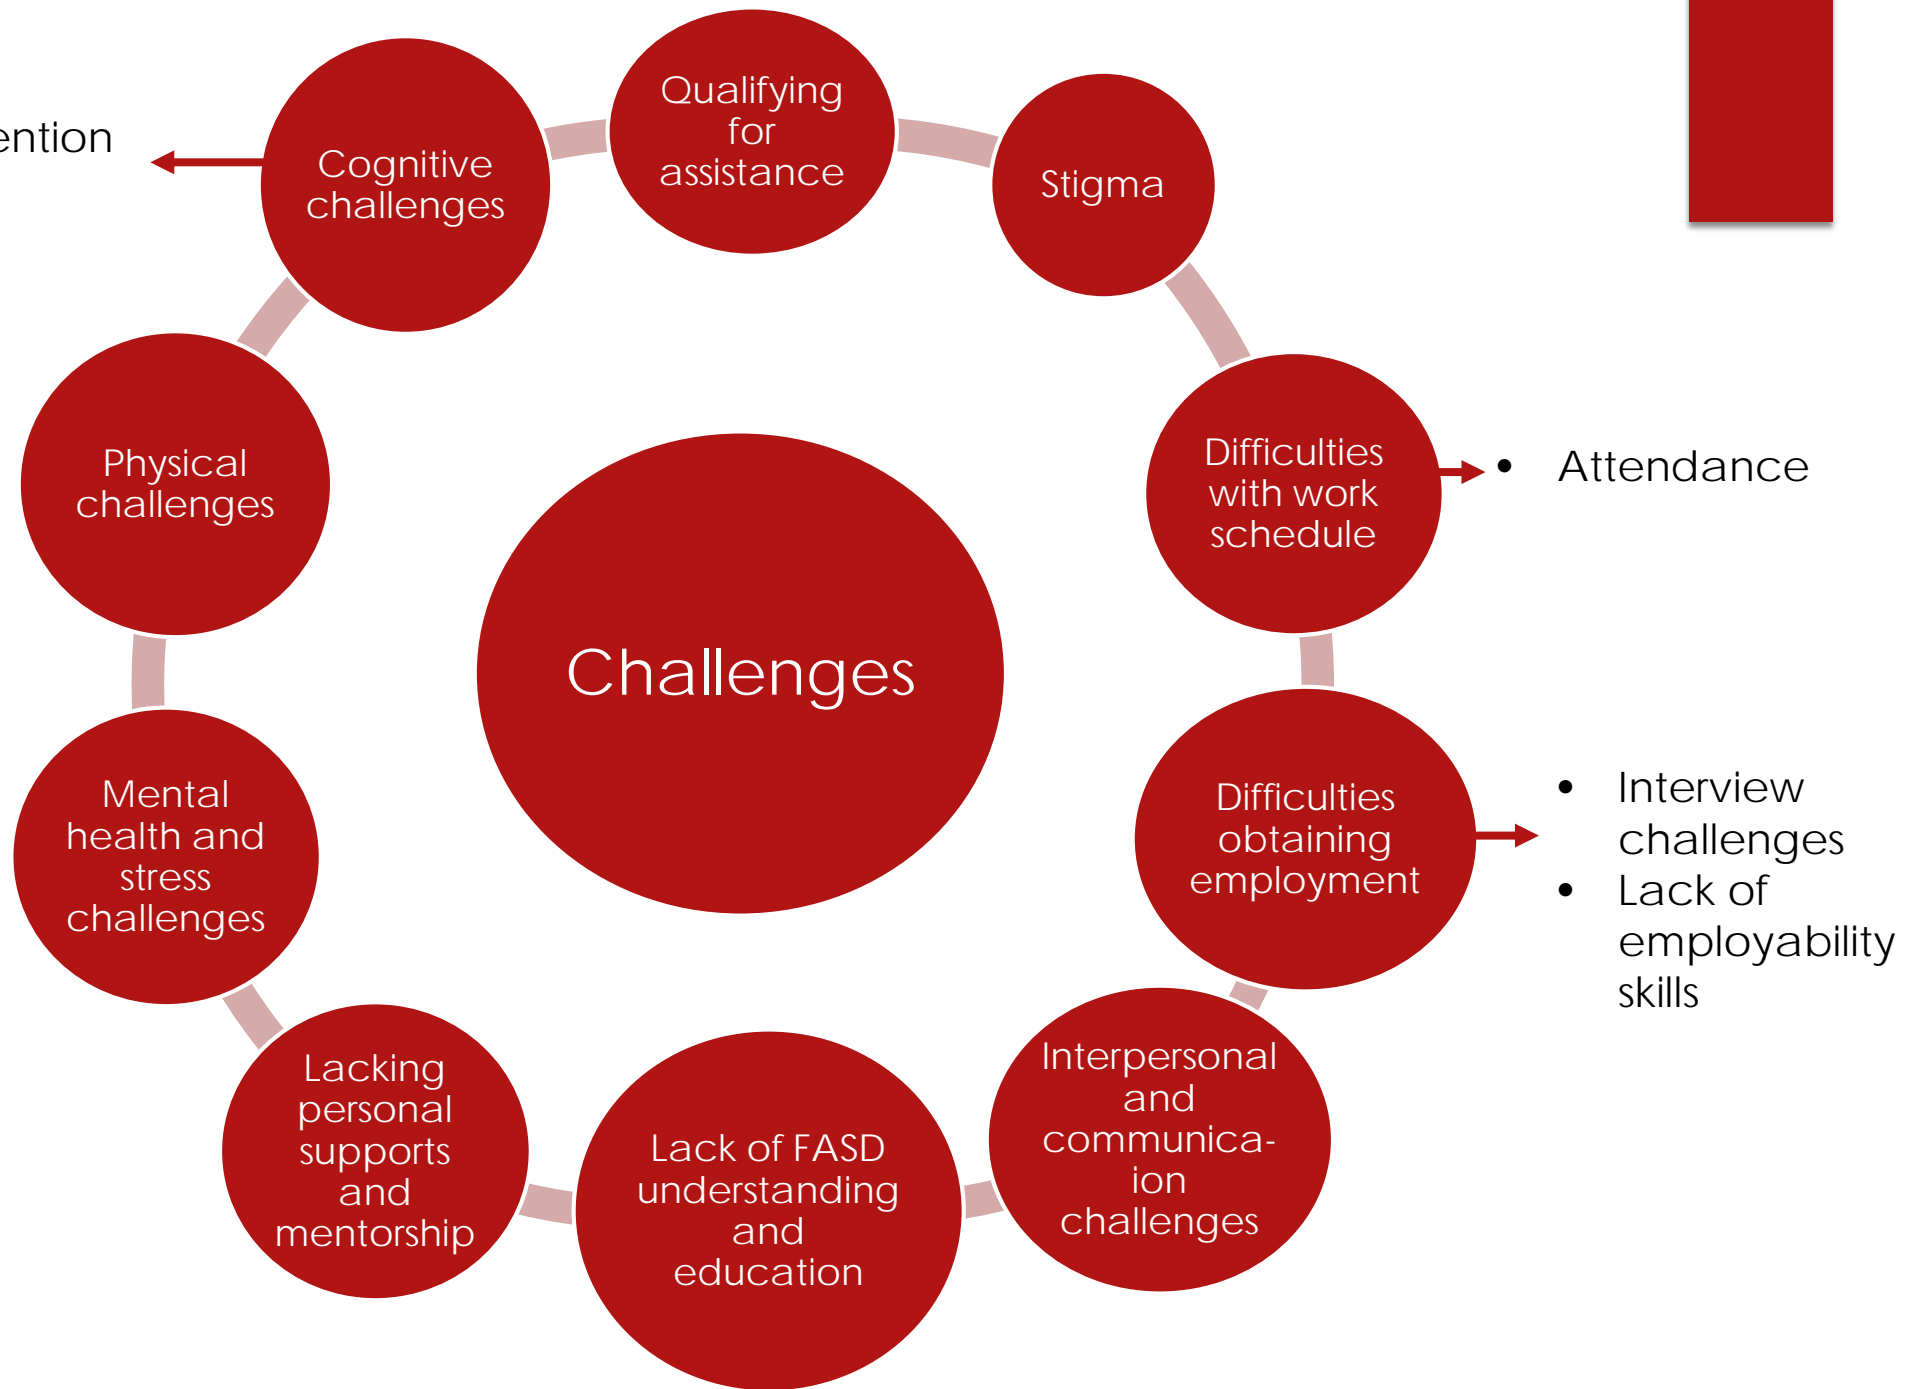 Qualifying
for
assistance
Stigma
Difficulties
with work
schedule
• Attendance
Difficulties
obtaining
employment
• Interview
challenges
• Lack of
employability
skills
Interpersonal
and
communica-
ion
challenges
Lack of FASD
understanding
and
education
Lacking
personal
supports
and
mentorship
Mental
health and
stress
challenges
Physical
challenges
Cognitive
challenges
ention
Challenges